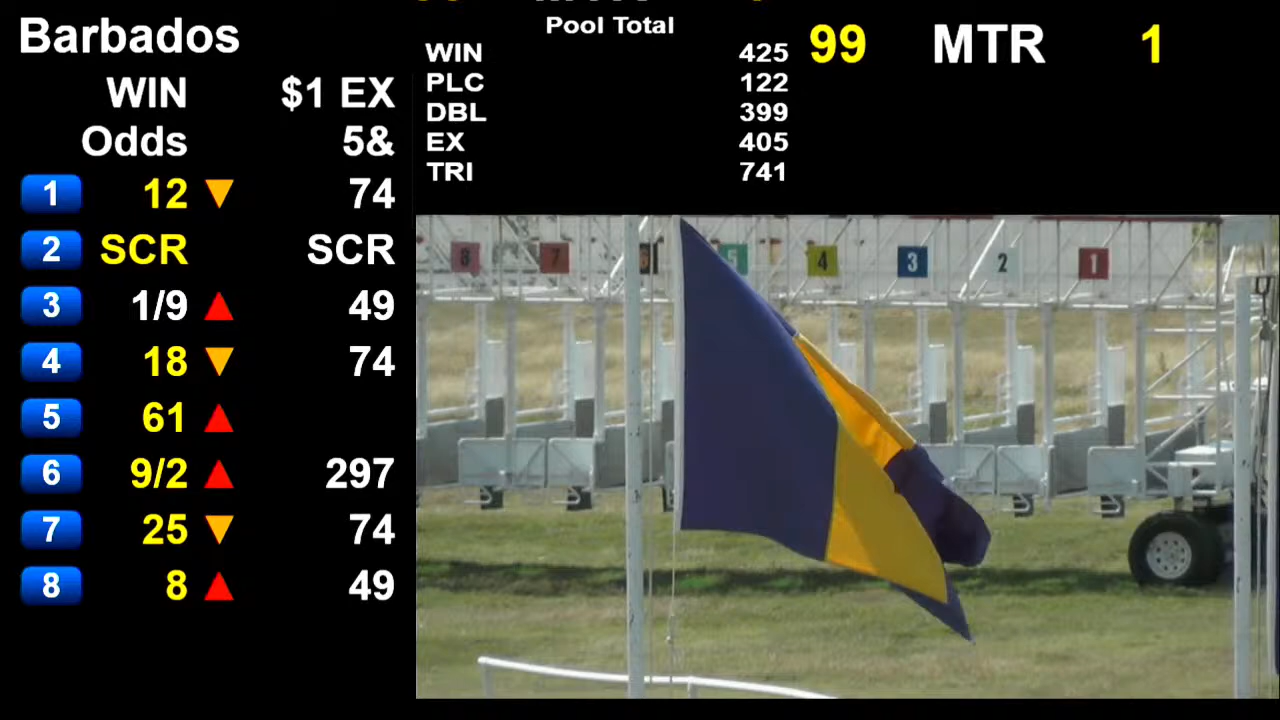 Barbados
WIN $1 EX
Odds 5&
1 12 74
2 SCR SCR
3 1/9 49
4 18 74
5 61
6 9/2 297
7 25 74
8 8 49
Pool Total
WIN 425
PLC 122
DBL 399
EX 405
TRI 741
99 MTR 1
8 7 6 5 4 3 2 1